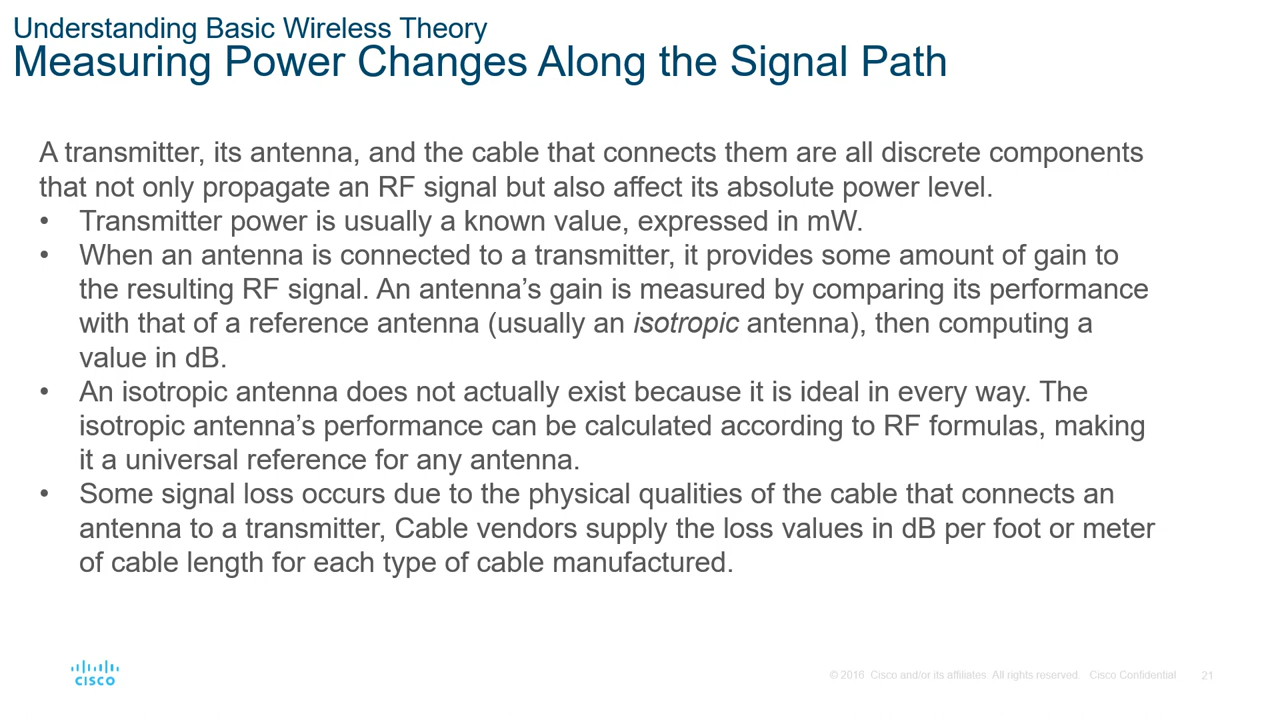 Understanding Basic Wireless Theory
Measuring Power Changes Along the Signal Path
A transmitter, its antenna, and the cable that connects them are all discrete components
that not only propagate an RF signal but also affect its absolute power level.
• Transmitter power is usually a known value, expressed in mW.
• When an antenna is connected to a transmitter, it provides some amount of gain to
the resulting RF signal. An antenna’s gain is measured by comparing its performance
with that of a reference antenna (usually an isotropic antenna), then computing a
value in dB.
• An isotropic antenna does not actually exist because it is ideal in every way. The
isotropic antenna’s performance can be calculated according to RF formulas, making
it a universal reference for any antenna.
• Some signal loss occurs due to the physical qualities of the cable that connects an
antenna to a transmitter, Cable vendors supply the loss values in dB per foot or meter
of cable length for each type of cable manufactured.
CISCO
© 2016 Cisco and/or its affiliates. All rights reserved. Cisco Confidential 21